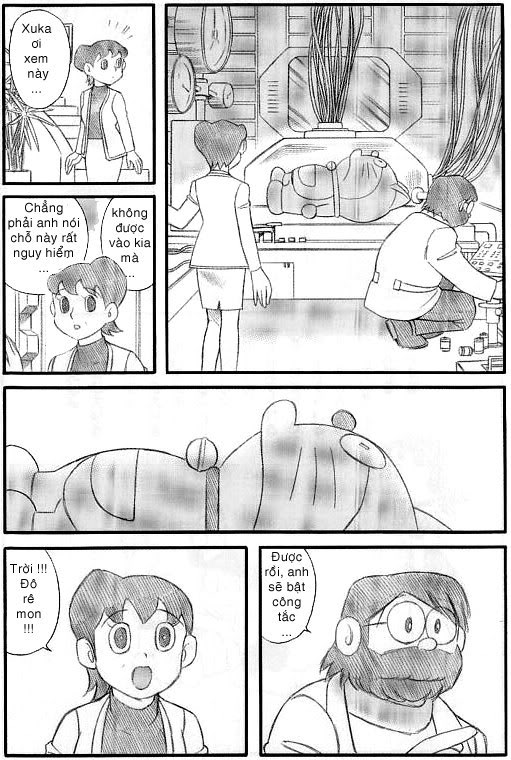 Xuka
ơi
xem
này
...
Chẳng
phải anh nói
chỗ này rất
nguy hiểm
...
không
được
vào kia
mà
...
Trời !!!
Đô
rê
mon
!!!
Được
rồi, anh
sẽ bật
công
tắc
...